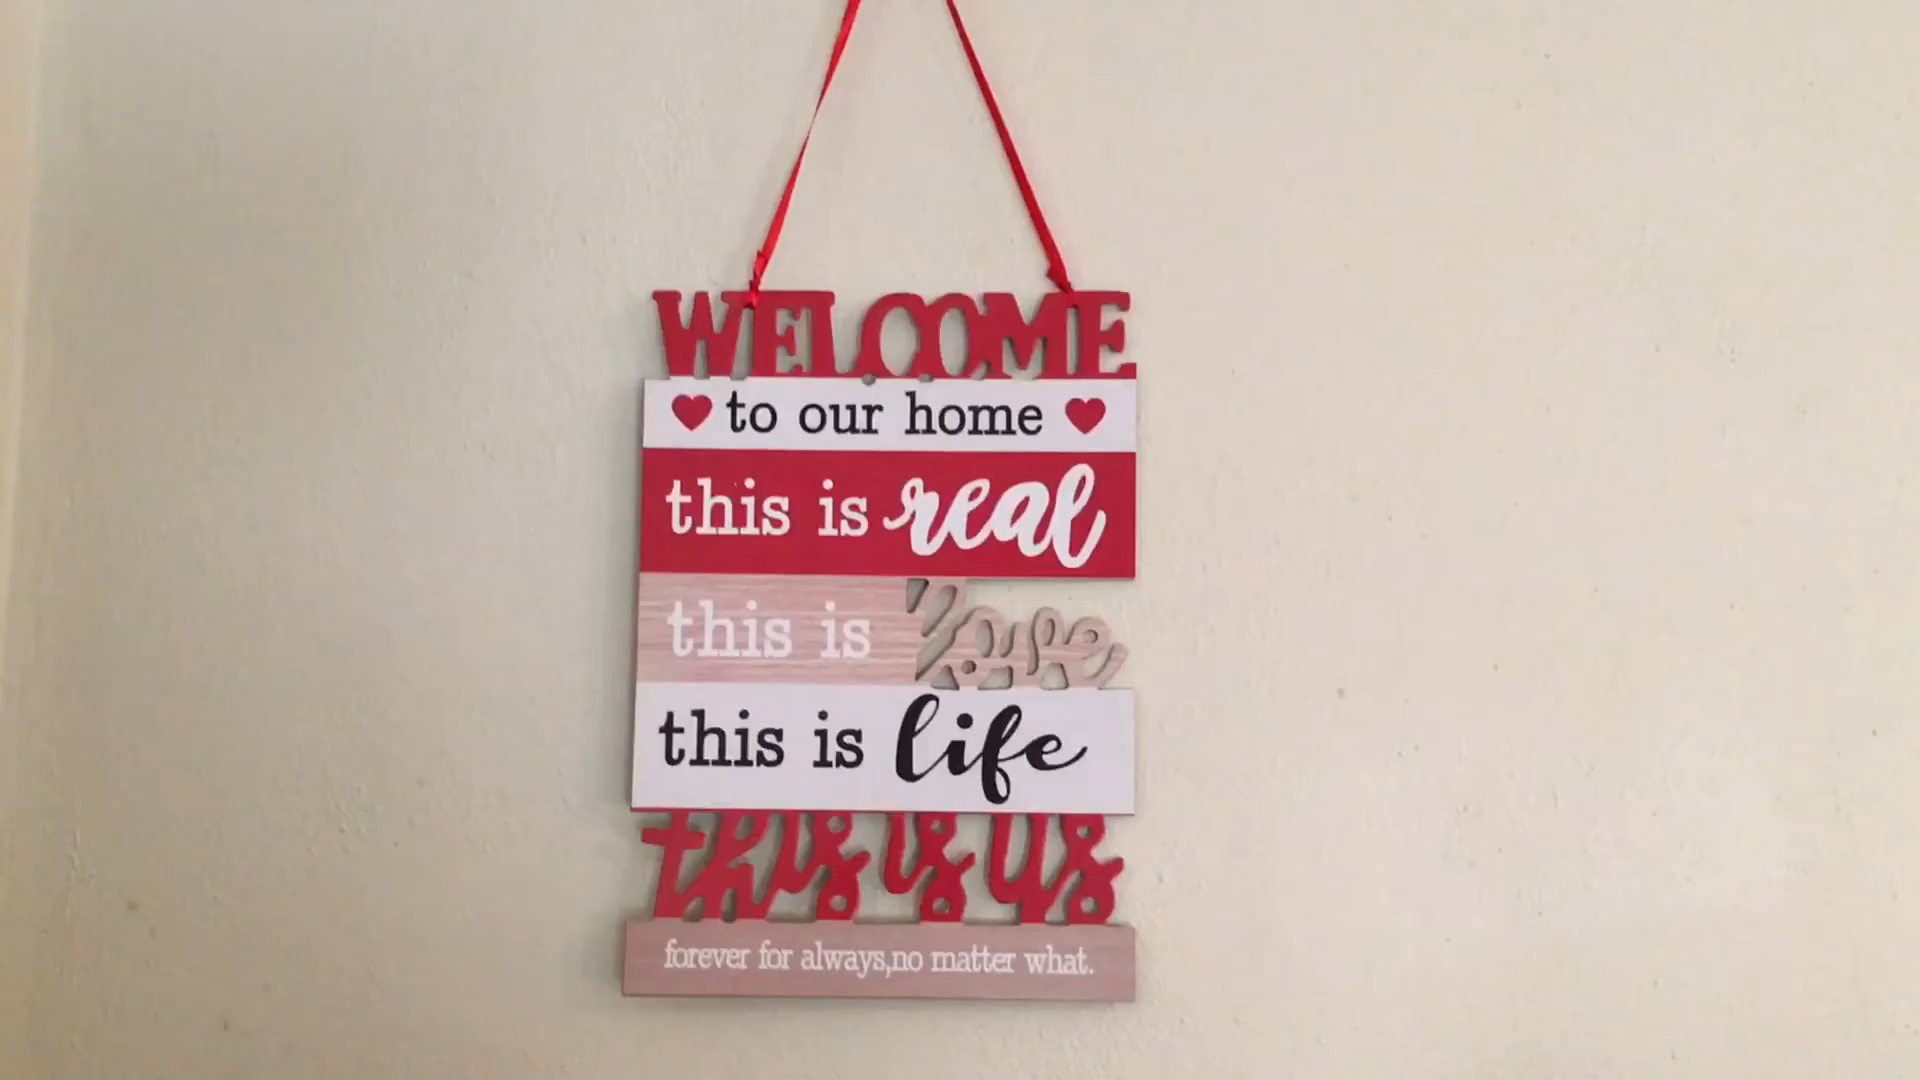 WELCOME
to our home
this is real
this is love
this is life
this is us
forever for always,no matter what.